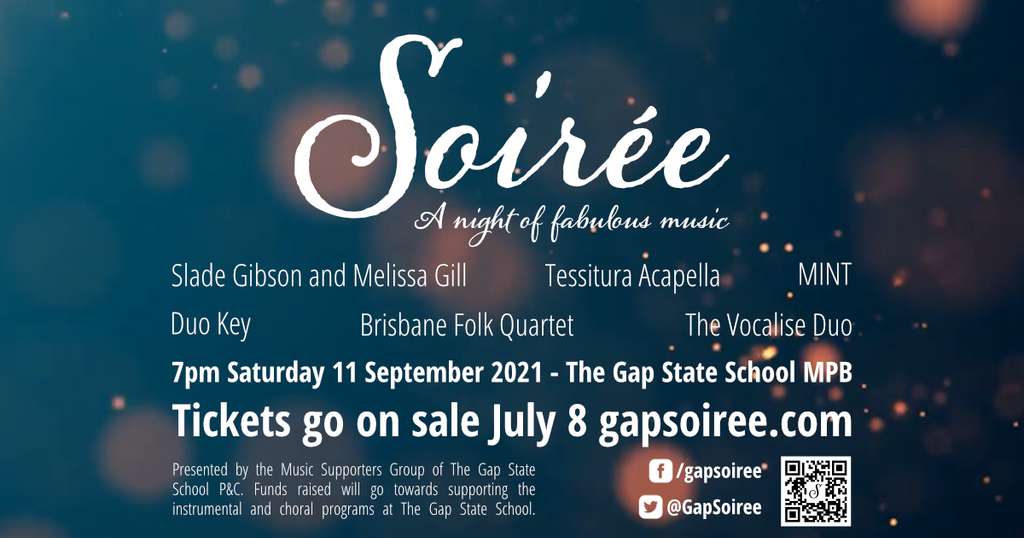 Soirée
A night of fabulous music
Slade Gibson and Melissa Gill Tessitura Acapella MINT
Duo Key Brisbane Folk Quartet The Vocalise Duo
7pm Saturday 11 September 2021 - The Gap State School MPB
Tickets go on sale July 8 gapsoiree.com
Presented by the Music Supporters Group of The Gap State
School P&C. Funds raised will go towards supporting the
instrumental and choral programs at The Gap State School.
/gapsoiree
@GapSoiree
S